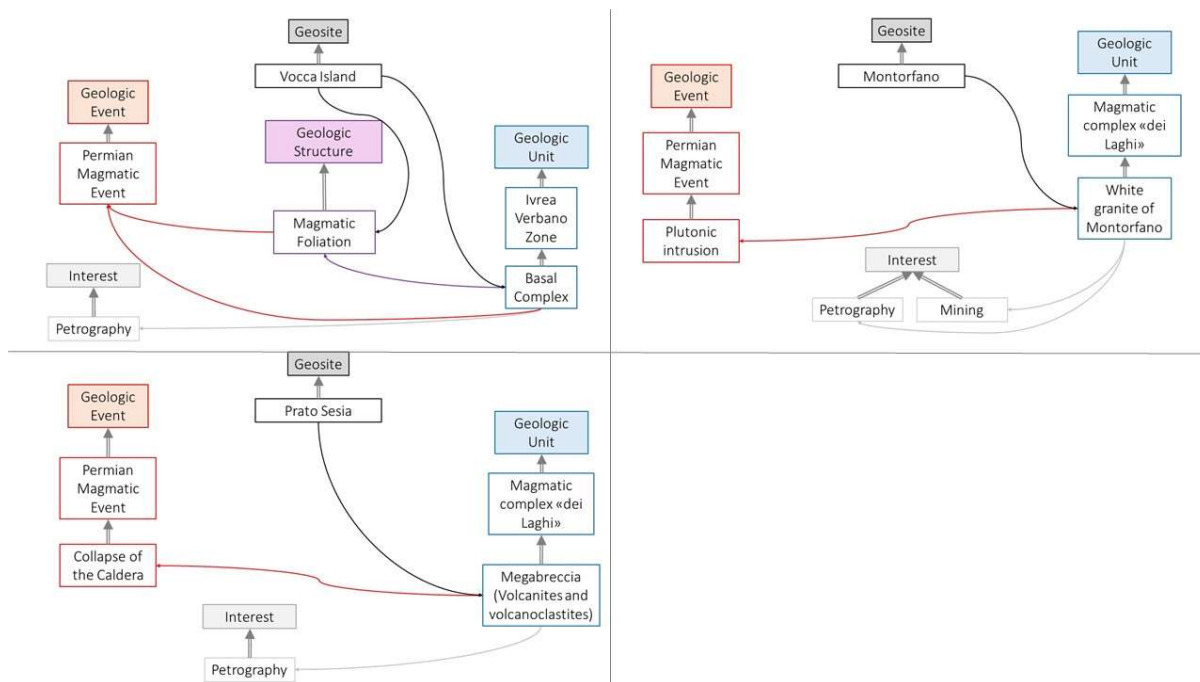 Geosite
Vocca Island
Geologic
Event
Permian
Magmatic
Event
Geologic
Structure
Magmatic
Foliation
Geologic
Unit
Ivrea
Verbano
Zone
Basal
Complex
Interest
Petrography
Geosite
Montorfano
Geologic
Event
Permian
Magmatic
Event
Plutonic
intrusion
Geologic
Unit
Magmatic
complex «dei
Laghi»
White
granite of
Montorfano
Interest
Petrography
Mining
Geosite
Prato Sesia
Geologic
Event
Permian
Magmatic
Event
Collapse of
the Caldera
Geologic
Unit
Magmatic
complex «dei
Laghi»
Megabreccia
(Volcanites and
volcanoclastites)
Interest
Petrography